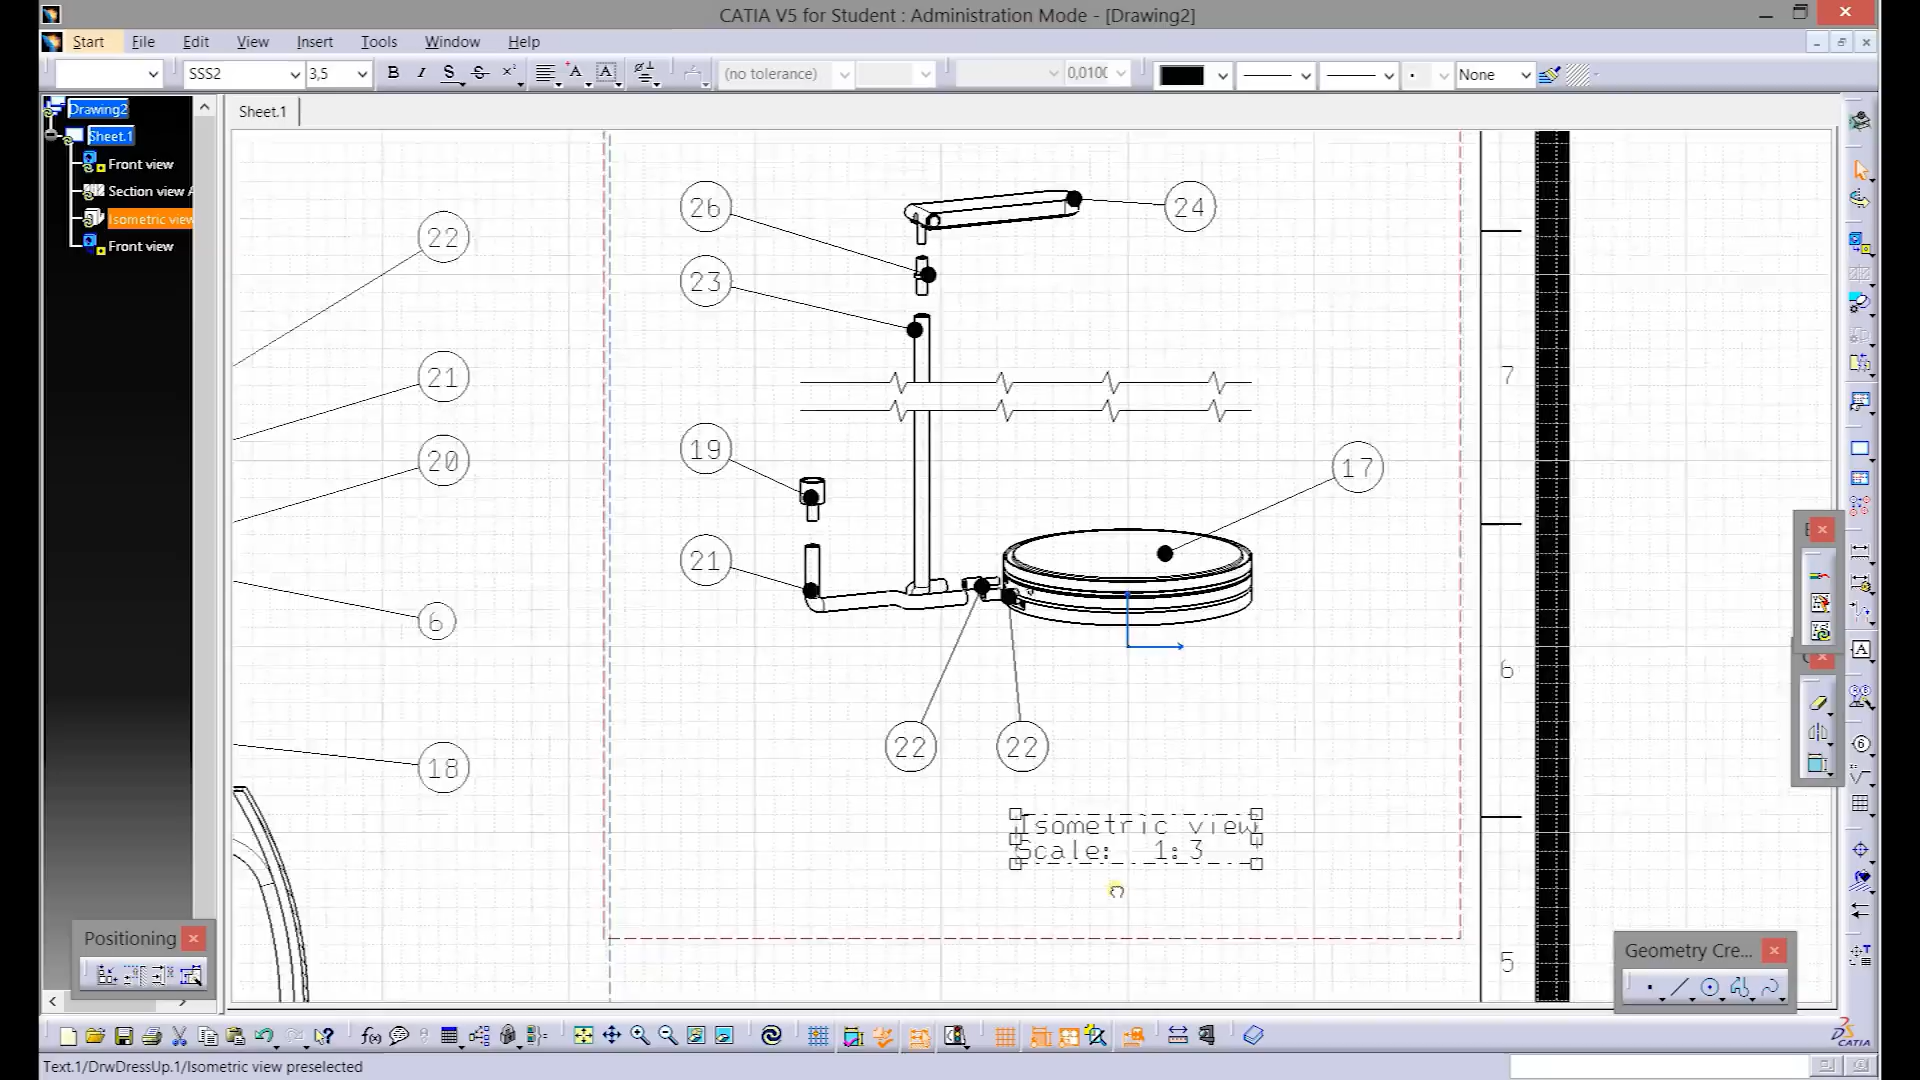 CATIA V5 for Student : Administration Mode - [Drawing2]
Start File Edit View Insert Tools Window Help
SSS2 3,5 B I S S (no tolerance) 0,010 None
Drawing2
Sheet.1
Front view
Section view A
Isometric view
Front view
Sheet.1
26
24
22
23
7
21
19
20
17
21
6
6
22
22
18
Isometric view
Scale: 1:3
Positioning
Geometry Cre...
5
CATIA
Text.1/DrwDressUp.1/Isometric view preselected